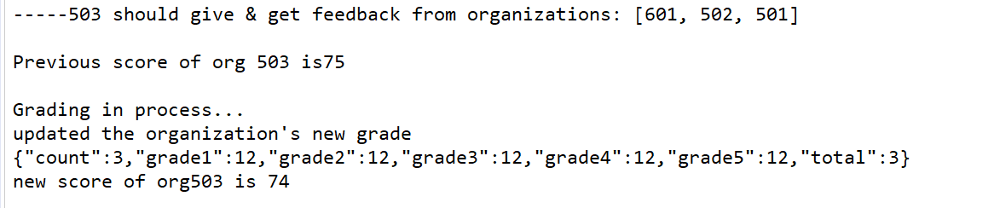 -----503 should give & get feedback from organizations: [601, 502, 501]
Previous score of org 503 is75
Grading in process...
updated the organization's new grade
{"count":3,"grade1":12,"grade2":12,"grade3":12,"grade4":12,"grade5":12,"total":3}
new score of org503 is 74